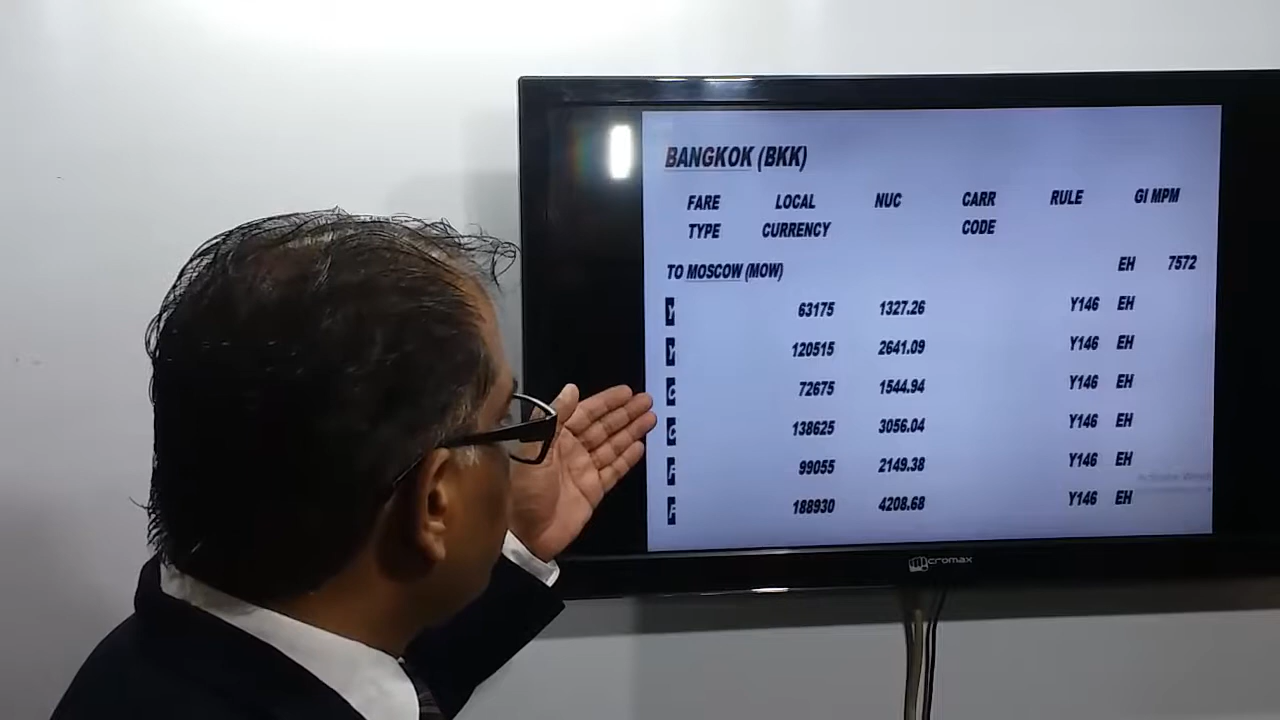 BANGKOK (BKK)
FARE LOCAL NUC CARR RULE GI MPM
TYPE CURRENCY CODE
TO MOSCOW (MOW) EH 7572
Y 63175 1327.26 Y146 EH
Y 120515 2641.09 Y146 EH
C 72675 1544.94 Y146 EH
C 138625 3056.04 Y146 EH
F 99055 2149.38 Y146 EH
F 188930 4208.68 Y146 EH
cromax